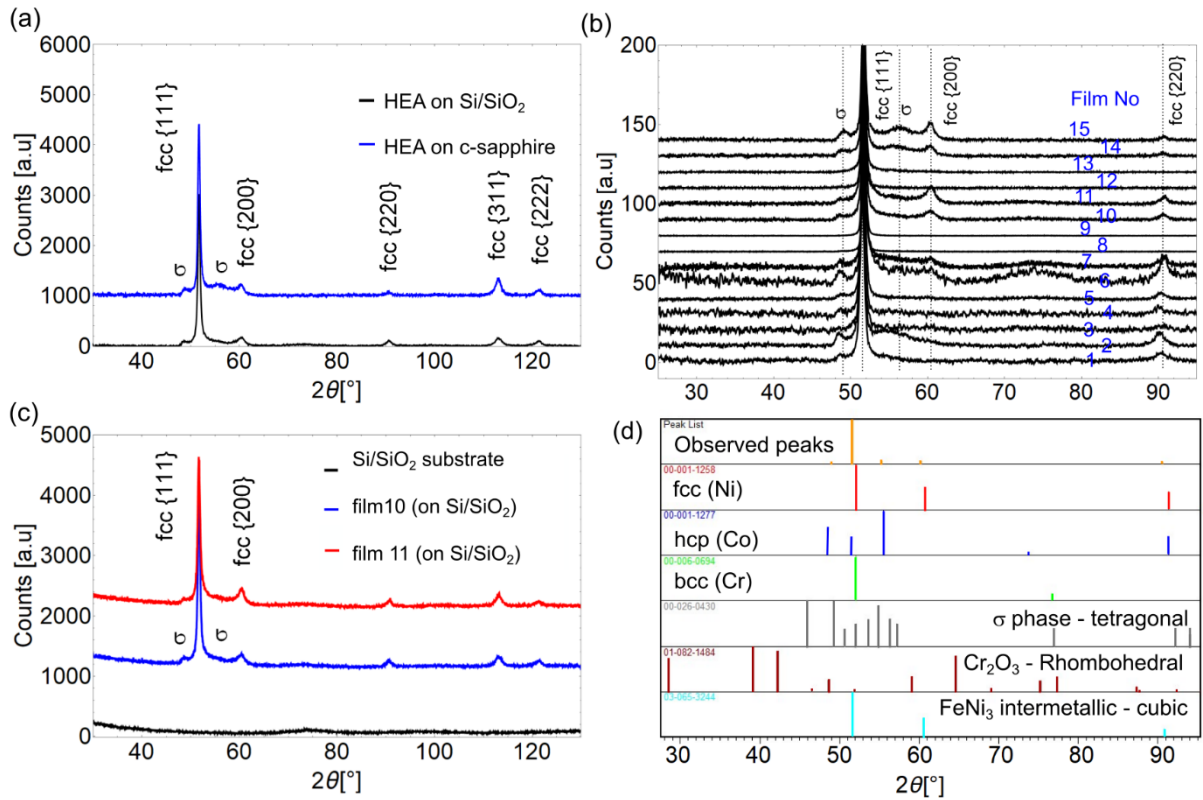 (a)
6000
5000
4000
3000
2000
1000
0
Counts [a.u]
fcc {111}
σ
σ
fcc {200}
fcc {220}
fcc {311}
fcc {222}
HEA on Si/SiO₂
HEA on c-sapphire
40
60
80
100
120
2θ[°]
(b)
200
150
100
50
0
Counts [a.u
σ
fcc {111}
σ
fcc {200}
fcc {220}
Film No
15
14
13
12
11
10
9
8
7
6
5
4
3
2
1
30
40
50
60
70
80
90
2θ[°]
(c)
5000
4000
3000
2000
1000
0
Counts [a.u
fcc {111}
fcc {200}
σ
σ
Si/SiO₂ substrate
film10 (on Si/SiO₂)
film 11 (on Si/SiO₂)
40
60
80
100
120
2θ[°]
(d)
Peak List
Observed peaks
00-001-1258
fcc (Ni)
00-001-1277
hcp (Co)
00-006-0694
bcc (Cr)
00-026-0430
σ phase - tetragonal
01-082-1484
Cr₂O₃ - Rhombohedral
03-065-3244
FeNi₃ intermetallic - cubic
30
40
50
60
70
80
90
2θ[°]